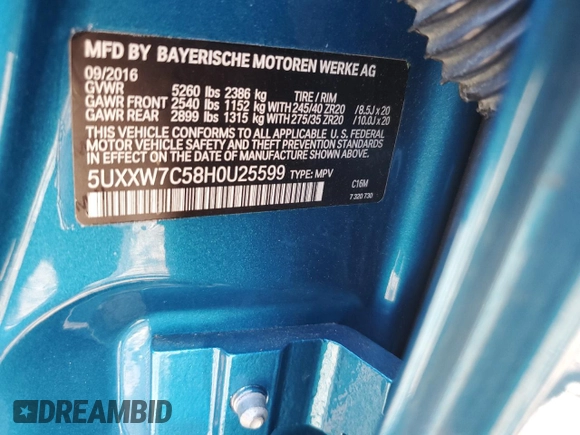 MFD BY BAYERISCHE MOTOREN WERKE AG
09/2016
GVWR 5260 lbs 2386 kg TIRE / RIM
GAWR FRONT 2540 lbs 1152 kg WITH 245/40 ZR20 /8.5J x 20
GAWR REAR 2899 lbs 1315 kg WITH 275/35 ZR20 /10.0J x 20
THIS VEHICLE CONFORMS TO ALL APPLICABLE U. S. FEDERAL
MOTOR VEHICLE SAFETY AND THEFT PREVENTION STANDARDS
IN EFFECT ON THE DATE OF MANUFACTURE SHOWN ABOVE.
5UXXW7C58H0U25599 TYPE: MPV
C16M
7 320 730
DREAMBID